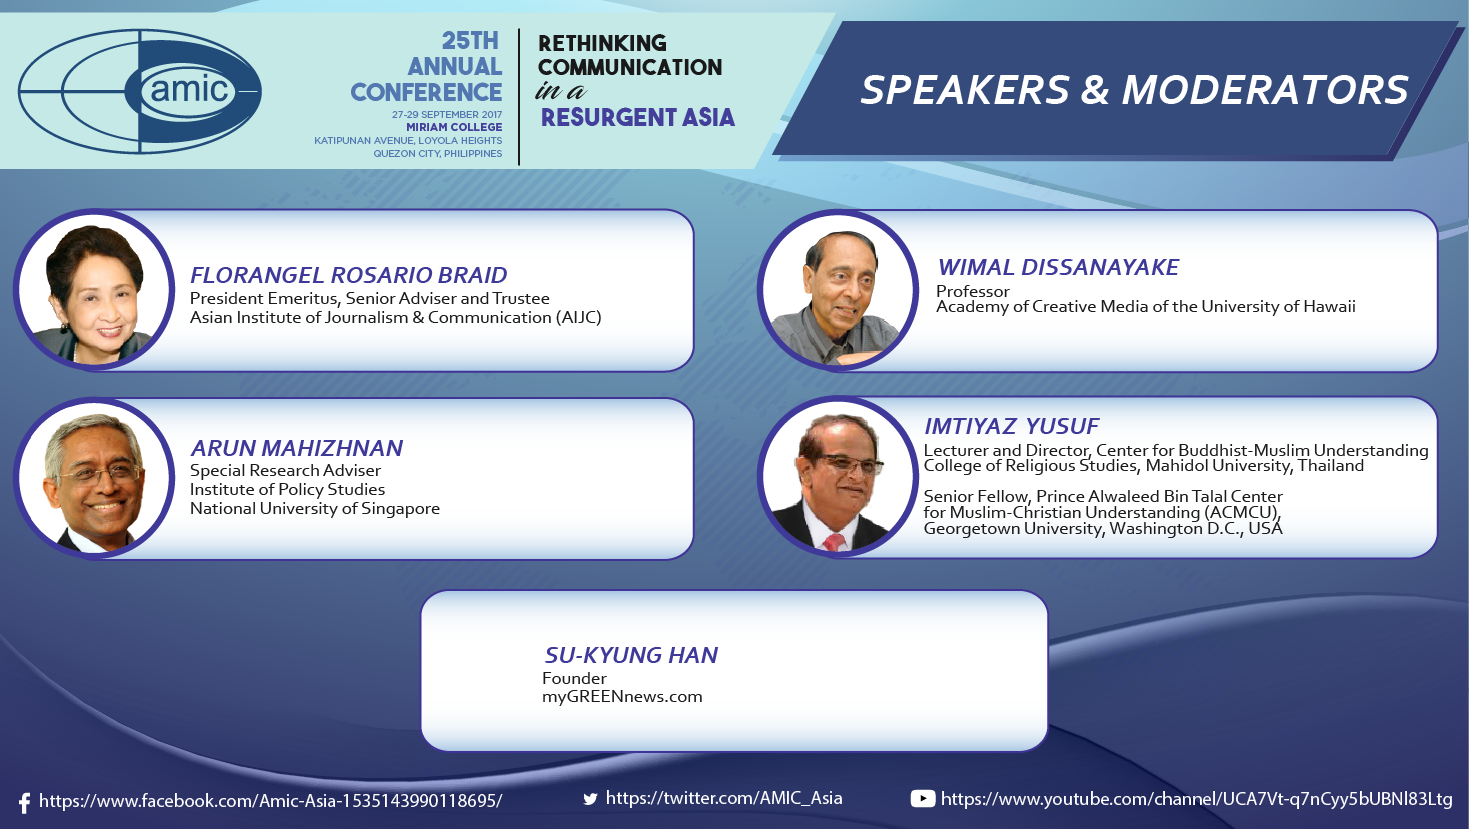 amic
25TH
ANNUAL
CONFERENCE
27-29 SEPTEMBER 2017
MIRIAM COLLEGE
KATIPUNAN AVENUE, LOYOLA HEIGHTS
QUEZON CITY, PHILIPPINES
RETHINKING
COMMUNICATION
in a
RESURGENT ASIA
SPEAKERS & MODERATORS
FLORANGEL ROSARIO BRAID
President Emeritus, Senior Adviser and Trustee
Asian Institute of Journalism & Communication (AIJC)
WIMAL DISSANAYAKE
Professor
Academy of Creative Media of the University of Hawaii
ARUN MAHIZHNAN
Special Research Adviser
Institute of Policy Studies
National University of Singapore
IMTIYAZ YUSUF
Lecturer and Director, Center for Buddhist-Muslim Understanding
College of Religious Studies, Mahidol University, Thailand
Senior Fellow, Prince Alwaleed Bin Talal Center
for Muslim-Christian Understanding (ACMCU),
Georgetown University, Washington D.C., USA
SU-KYUNG HAN
Founder
myGREENnews.com
https://www.facebook.com/Amic-Asia-1535143990118695/
https://twitter.com/AMIC_Asia
https://www.youtube.com/channel/UCA7Vt-q7nCyy5bUBNl83Ltg